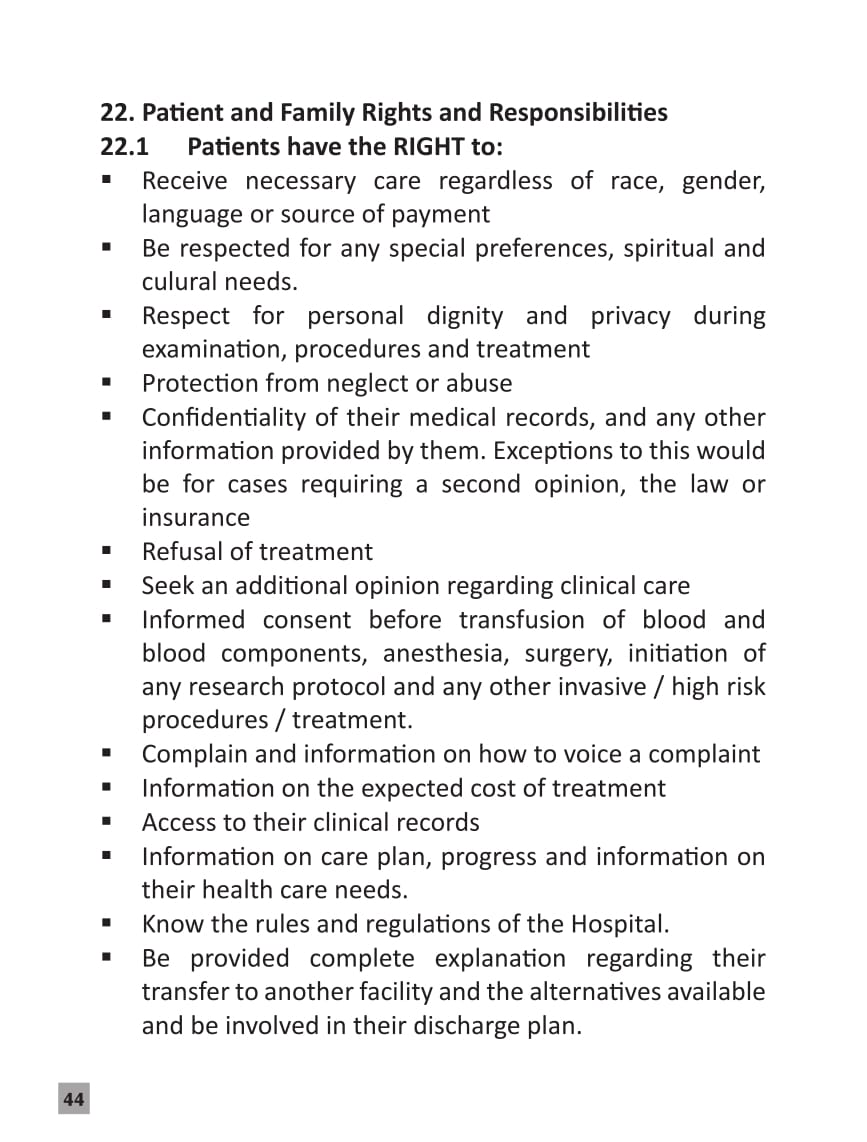 22. Patient and Family Rights and Responsibilities
22.1 Patients have the RIGHT to:
▪ Receive necessary care regardless of race, gender,
language or source of payment
▪ Be respected for any special preferences, spiritual and
culural needs.
▪ Respect for personal dignity and privacy during
examination, procedures and treatment
▪ Protection from neglect or abuse
▪ Confidentiality of their medical records, and any other
information provided by them. Exceptions to this would
be for cases requiring a second opinion, the law or
insurance
▪ Refusal of treatment
▪ Seek an additional opinion regarding clinical care
▪ Informed consent before transfusion of blood and
blood components, anesthesia, surgery, initiation of
any research protocol and any other invasive / high risk
procedures / treatment.
▪ Complain and information on how to voice a complaint
▪ Information on the expected cost of treatment
▪ Access to their clinical records
▪ Information on care plan, progress and information on
their health care needs.
▪ Know the rules and regulations of the Hospital.
▪ Be provided complete explanation regarding their
transfer to another facility and the alternatives available
and be involved in their discharge plan.
44